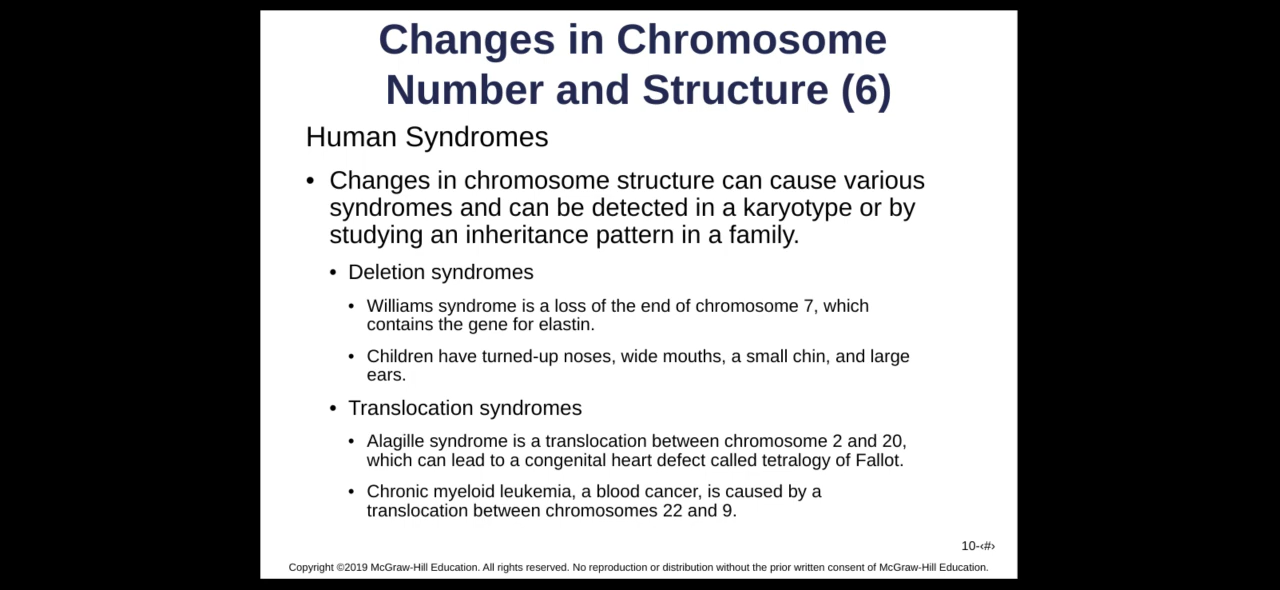 Changes in Chromosome
Number and Structure (6)
Human Syndromes
• Changes in chromosome structure can cause various
syndromes and can be detected in a karyotype or by
studying an inheritance pattern in a family.
• Deletion syndromes
• Williams syndrome is a loss of the end of chromosome 7, which
contains the gene for elastin.
• Children have turned-up noses, wide mouths, a small chin, and large
ears.
• Translocation syndromes
• Alagille syndrome is a translocation between chromosome 2 and 20,
which can lead to a congenital heart defect called tetralogy of Fallot.
• Chronic myeloid leukemia, a blood cancer, is caused by a
translocation between chromosomes 22 and 9.
10-‹#›
Copyright ©2019 McGraw-Hill Education. All rights reserved. No reproduction or distribution without the prior written consent of McGraw-Hill Education.